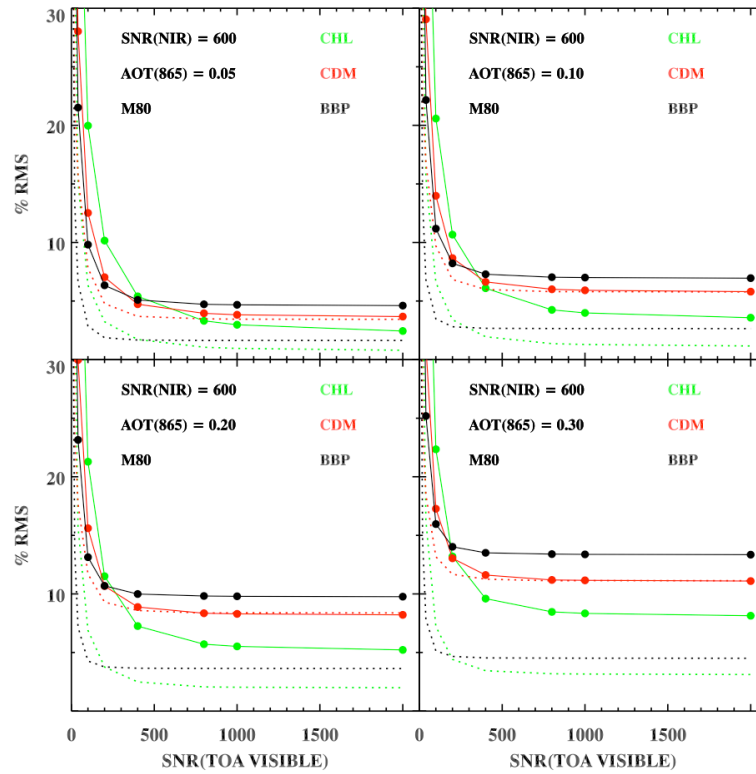 30
20
10
% RMS
SNR(NIR) = 600 CHL
AOT(865) = 0.05 CDM
M80 BBP
SNR(NIR) = 600 CHL
AOT(865) = 0.10 CDM
M80 BBP
30
20
10
% RMS
SNR(NIR) = 600 CHL
AOT(865) = 0.20 CDM
M80 BBP
SNR(NIR) = 600 CHL
AOT(865) = 0.30 CDM
M80 BBP
0 500 1000 1500 2000
0 500 1000 1500 2000
SNR(TOA VISIBLE) SNR(TOA VISIBLE)